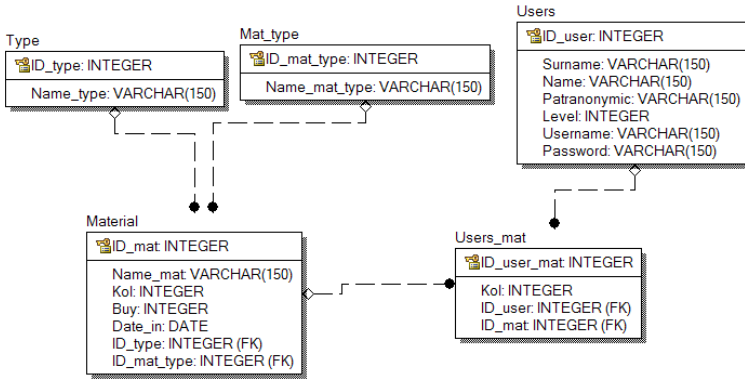 Type
ID_type: INTEGER
Name_type: VARCHAR(150)
Mat_type
ID_mat_type: INTEGER
Name_mat_type: VARCHAR(150)
Users
ID_user: INTEGER
Surname: VARCHAR(150)
Name: VARCHAR(150)
Patranonymic: VARCHAR(150)
Level: INTEGER
Username: VARCHAR(150)
Password: VARCHAR(150)
Material
ID_mat: INTEGER
Name_mat: VARCHAR(150)
Kol: INTEGER
Buy: INTEGER
Date_in: DATE
ID_type: INTEGER (FK)
ID_mat_type: INTEGER (FK)
Users_mat
ID_user_mat: INTEGER
Kol: INTEGER
ID_user: INTEGER (FK)
ID_mat: INTEGER (FK)